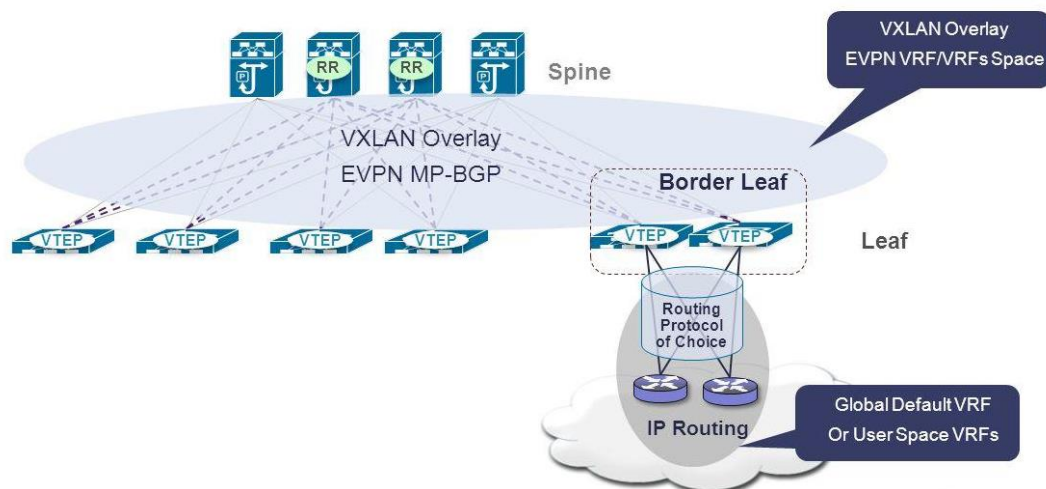 VXLAN Overlay
EVPN VRF/VRFs Space
RR
RR
Spine
P
P
P
P
VXLAN Overlay
EVPN MP-BGP
Border Leaf
VTEP
VTEP
VTEP
VTEP
VTEP
VTEP
Leaf
Routing
Protocol
of Choice
IP Routing
Global Default VRF
Or User Space VRFs